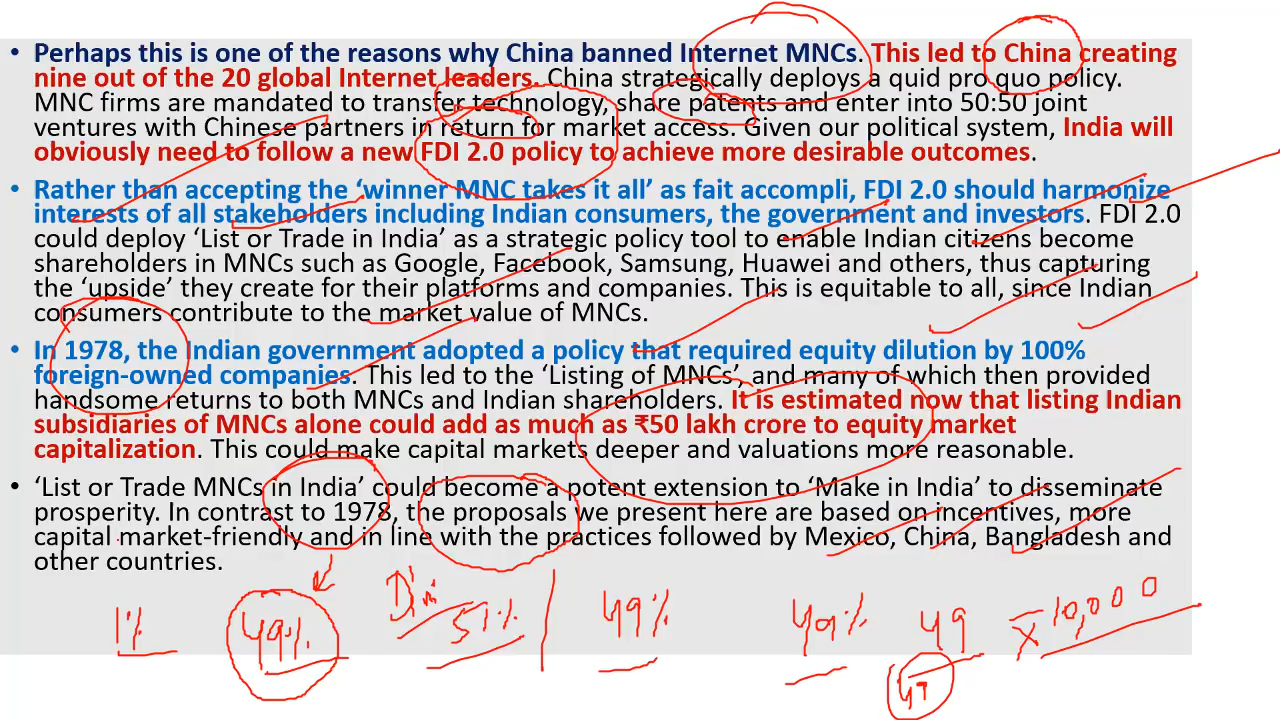 • Perhaps this is one of the reasons why China banned Internet MNCs. This led to China creating
nine out of the 20 global Internet leaders. China strategically deploys a quid pro quo policy.
MNC firms are mandated to transfer technology, share patents and enter into 50:50 joint
ventures with Chinese partners in return for market access. Given our political system, India will
obviously need to follow a new FDI 2.0 policy to achieve more desirable outcomes.
• Rather than accepting the ‘winner MNC takes it all’ as fait accompli, FDI 2.0 should harmonize
interests of all stakeholders including Indian consumers, the government and investors. FDI 2.0
could deploy ‘List or Trade in India’ as a strategic policy tool to enable Indian citizens become
shareholders in MNCs such as Google, Facebook, Samsung, Huawei and others, thus capturing
the ‘upside’ they create for their platforms and companies. This is equitable to all, since Indian
consumers contribute to the market value of MNCs.
• In 1978, the Indian government adopted a policy that required equity dilution by 100%
foreign-owned companies. This led to the ‘Listing of MNCs’, and many of which then provided
handsome returns to both MNCs and Indian shareholders. It is estimated now that listing Indian
subsidiaries of MNCs alone could add as much as ₹50 lakh crore to equity market
capitalization. This could make capital markets deeper and valuations more reasonable.
• ‘List or Trade MNCs in India’ could become a potent extension to ‘Make in India’ to disseminate
prosperity. In contrast to 1978, the proposals we present here are based on incentives, more
capital market-friendly and in line with the practices followed by Mexico, China, Bangladesh and
other countries.
1% 49% 51% 49% 49% 49 x 10,000